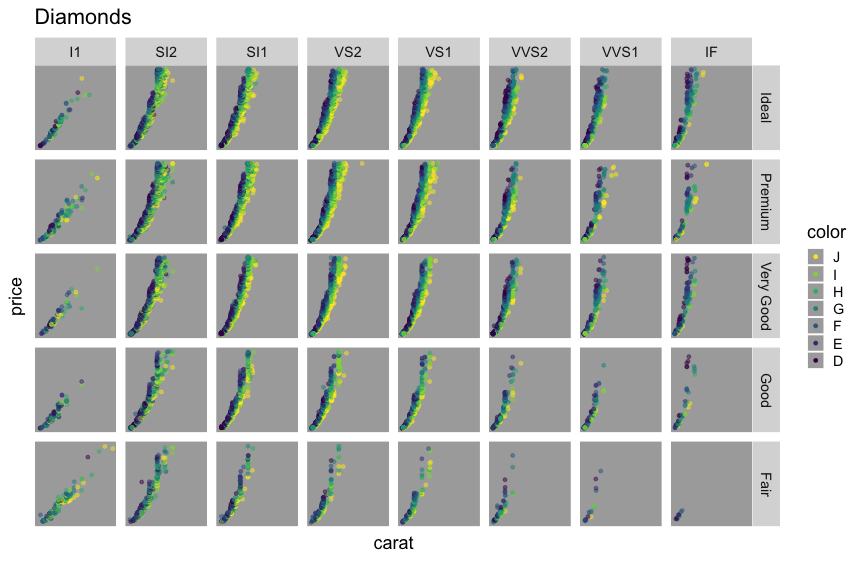 Diamonds
I1 SI2 SI1 VS2 VS1 VVS2 VVS1 IF
Ideal
Premium
Very Good
Good
Fair
price
carat
color
J
I
H
G
F
E
D